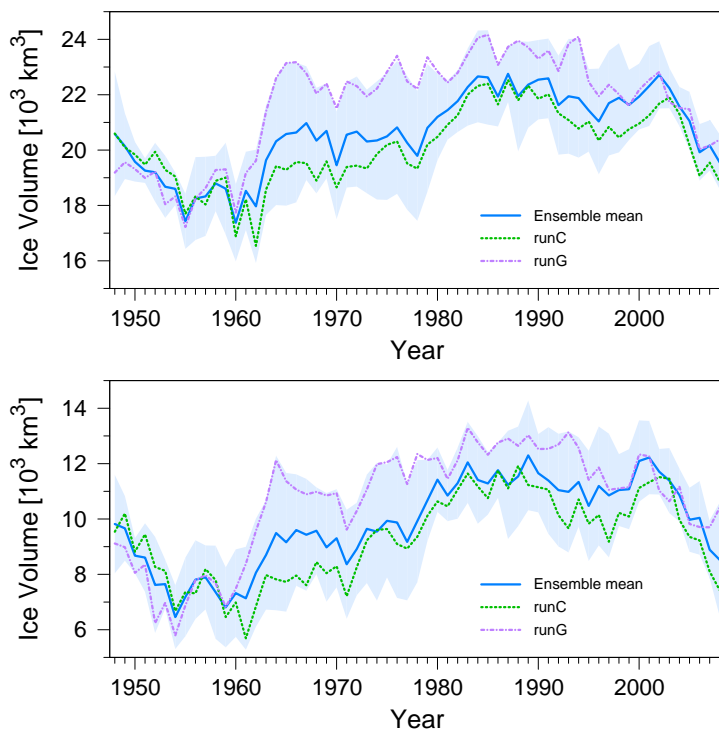 24
22
20
18
16
Ice Volume [10³ km³]
Ensemble mean
runC
runG
1950 1960 1970 1980 1990 2000
Year
14
12
10
8
6
Ice Volume [10³ km³]
Ensemble mean
runC
runG
1950 1960 1970 1980 1990 2000
Year